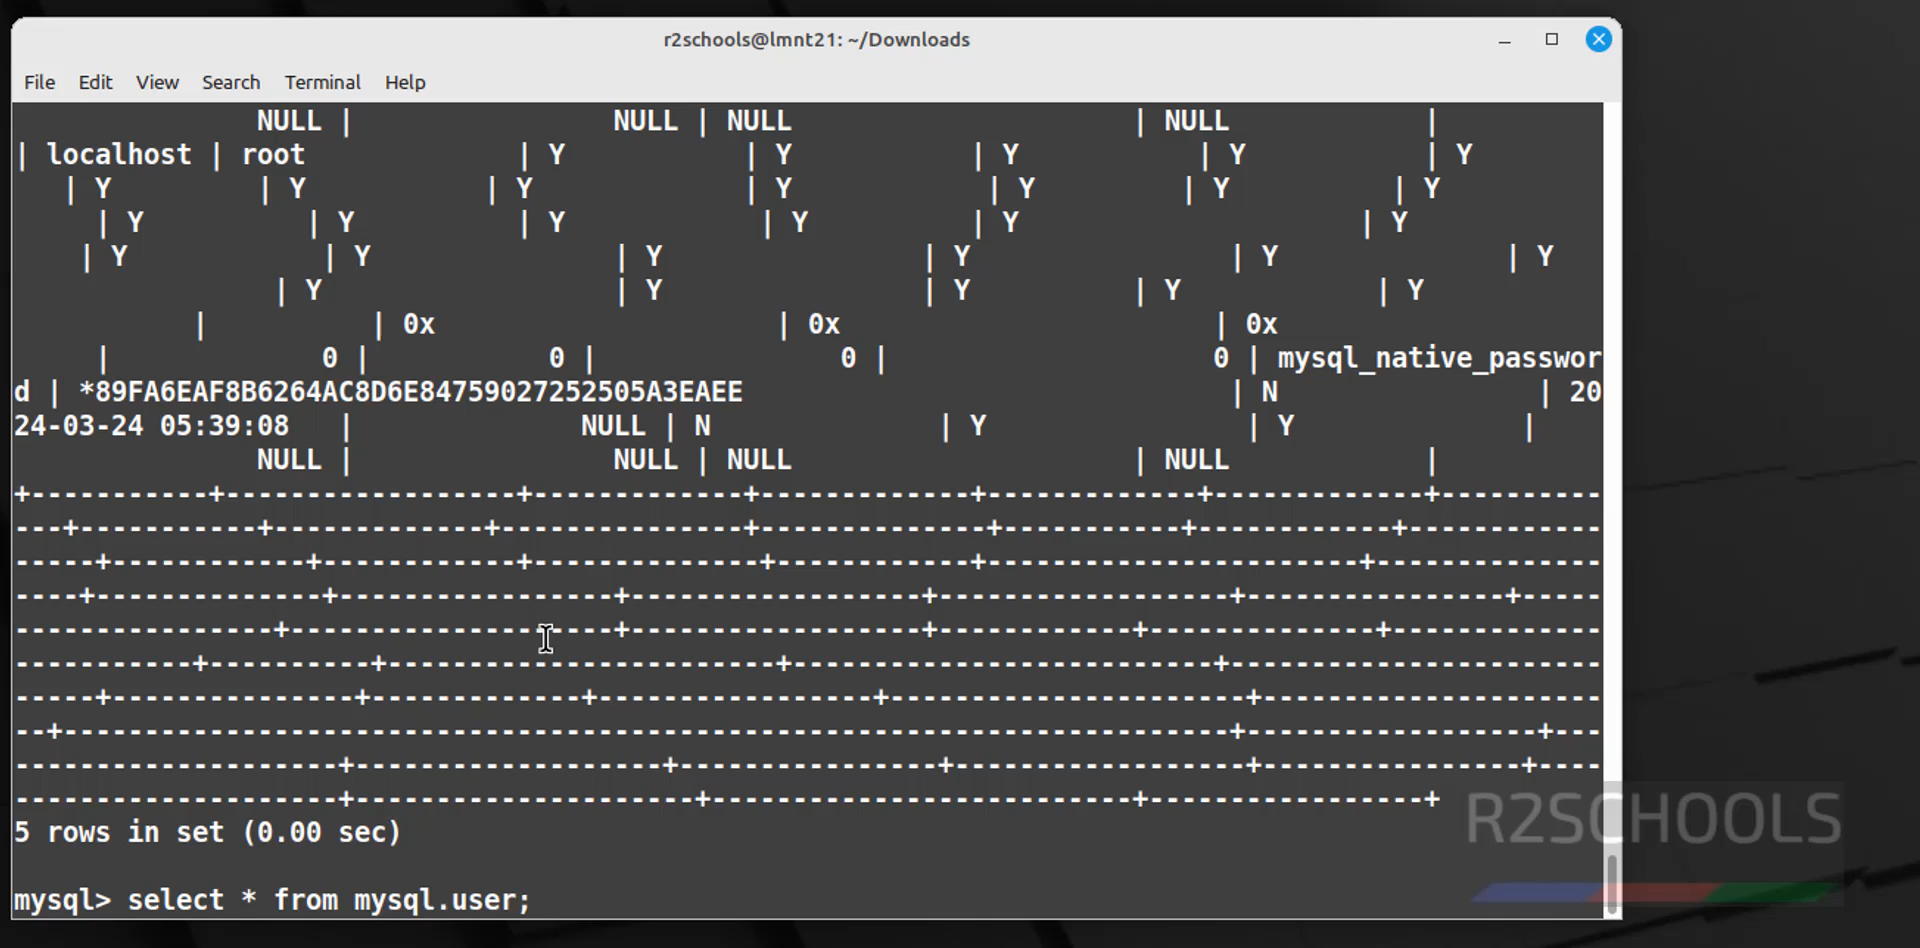 r2schools@lmnt21: ~/Downloads
File Edit View Search Terminal Help
               NULL |                NULL | NULL                     | NULL            |
| localhost | root             | Y           | Y           | Y           | Y           | Y
   | Y         | Y           | Y             | Y            | Y         | Y          | Y
     | Y          | Y          | Y            | Y          | Y                     | Y
    | Y            | Y               | Y                | Y                | Y              | Y
                | Y                  | Y                | Y          | Y            | Y
           |          | 0x                     | 0x                      | 0x
     |             0 |           0 |               0 |                    0 | mysql_native_passwor
d | *89FA6EAF8B6264AC8D6E84759027252505A3EAEE                              | N                | 20
24-03-24 05:39:08   |              NULL | N              | Y                | Y              |
               NULL |                NULL | NULL                     | NULL            |
+-----------+------------------+-------------+-------------+-------------+-------------+----------
---+-----------+-------------+---------------+--------------+-----------+------------+------------
-----+------------+------------+--------------+------------+-----------------------+--------------
----+--------------+-----------------+------------------+------------------+----------------+-----
----------------+--------------------+------------------+------------+--------------+-------------
-----------+----------+------------------------+--------------------------+-----------------------
-----+---------------+-------------+-----------------+----------------------+---------------------
--+------------------------------------------------------------------------+------------------+---
--------------------+-------------------+----------------+------------------+----------------+----
--------------------+---------------------+--------------------------+-----------------+
5 rows in set (0.00 sec)
mysql> select * from mysql.user;
R2SCHOOLS